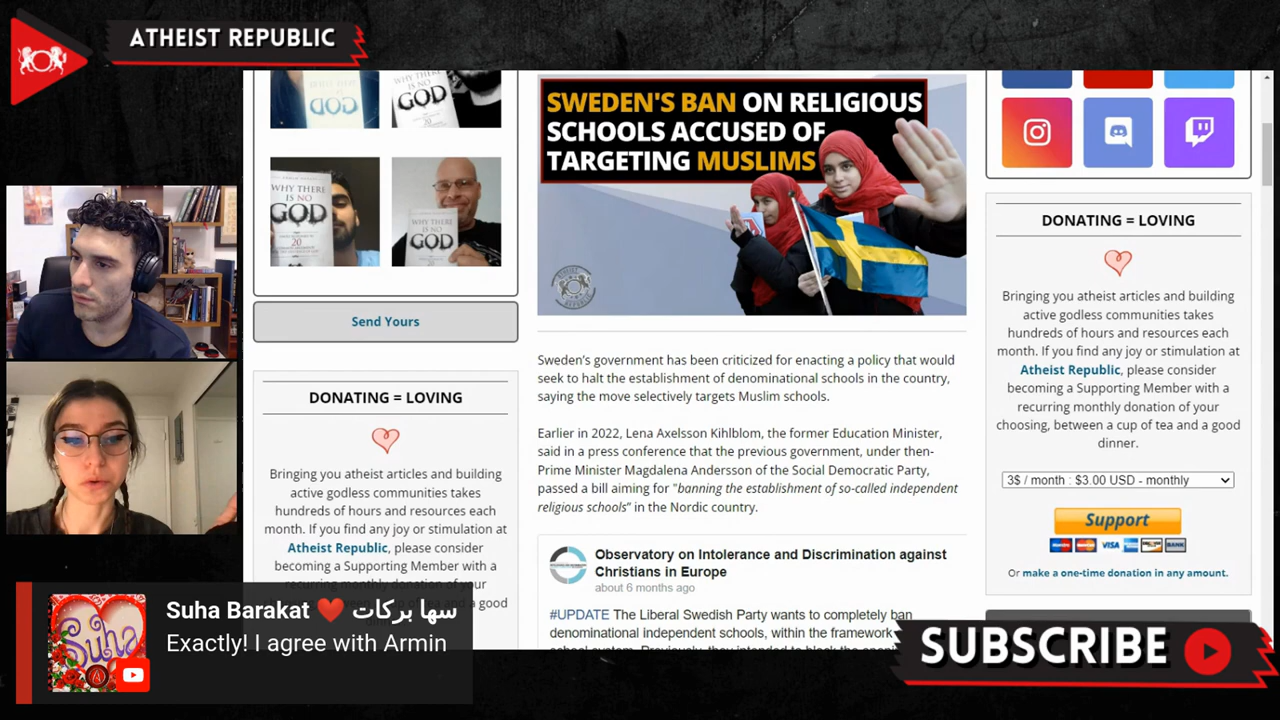 ATHEIST REPUBLIC
WHY THERE
IS NO
GOD
WHY THERE
IS NO
GOD
Send Yours
DONATING = LOVING
Bringing you atheist articles and building
active godless communities takes
hundreds of hours and resources each
month. If you find any joy or stimulation at
Atheist Republic, please consider
becoming a Supporting Member with a
recurring monthly donation of your
SWEDEN'S BAN ON RELIGIOUS
SCHOOLS ACCUSED OF
TARGETING MUSLIMS
ATHEIST
REPUBLIC
Sweden's government has been criticized for enacting a policy that would
seek to halt the establishment of denominational schools in the country,
saying the move selectively targets Muslim schools.
Earlier in 2022, Lena Axelsson Kihlblom, the former Education Minister,
said in a press conference that the previous government, under then-
Prime Minister Magdalena Andersson of the Social Democratic Party,
passed a bill aiming for "banning the establishment of so-called independent
religious schools" in the Nordic country.
Observatory on Intolerance and Discrimination against
Christians in Europe
about 6 months ago
#UPDATE The Liberal Swedish Party wants to completely ban
denominational independent schools, within the framework
DONATING = LOVING
Bringing you atheist articles and building
active godless communities takes
hundreds of hours and resources each
month. If you find any joy or stimulation at
Atheist Republic, please consider
becoming a Supporting Member with a
recurring monthly donation of your
choosing, between a cup of tea and a good
dinner.
3$ / month : $3.00 USD - monthly
Support
VISA
BANK
Or make a one-time donation in any amount.
Suha
Suha Barakat ❤️ سها بركات
Exactly! I agree with Armin
SUBSCRIBE